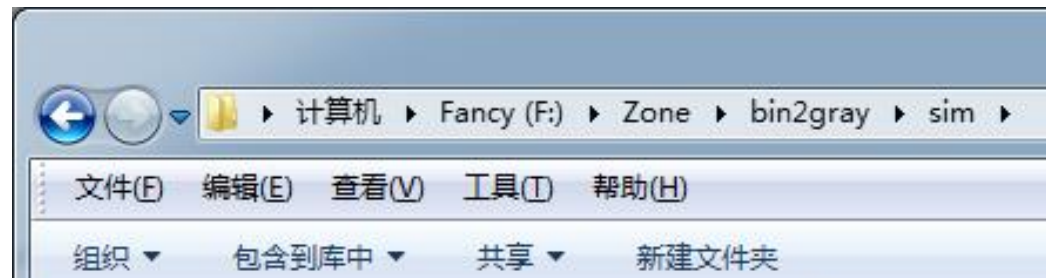 计算机 ▸ Fancy (F:) ▸ Zone ▸ bin2gray ▸ sim ▸
文件(F) 编辑(E) 查看(V) 工具(T) 帮助(H)
组织 ▼ 包含到库中 ▼ 共享 ▼ 新建文件夹